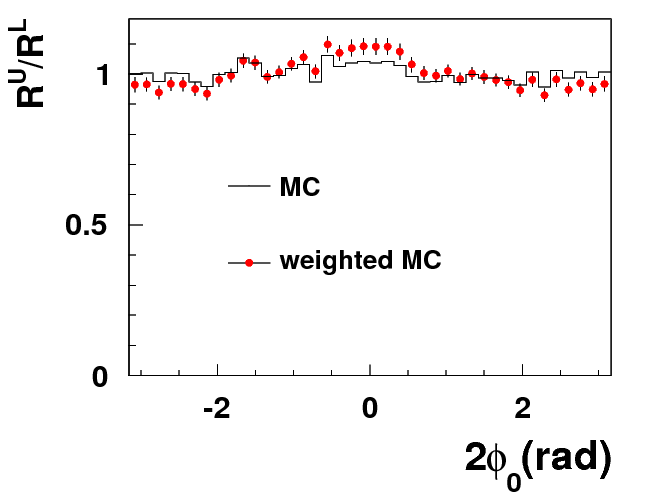 R^U/R^L
1
0.5
0
MC
weighted MC
-2 0 2
2ϕ₀(rad)